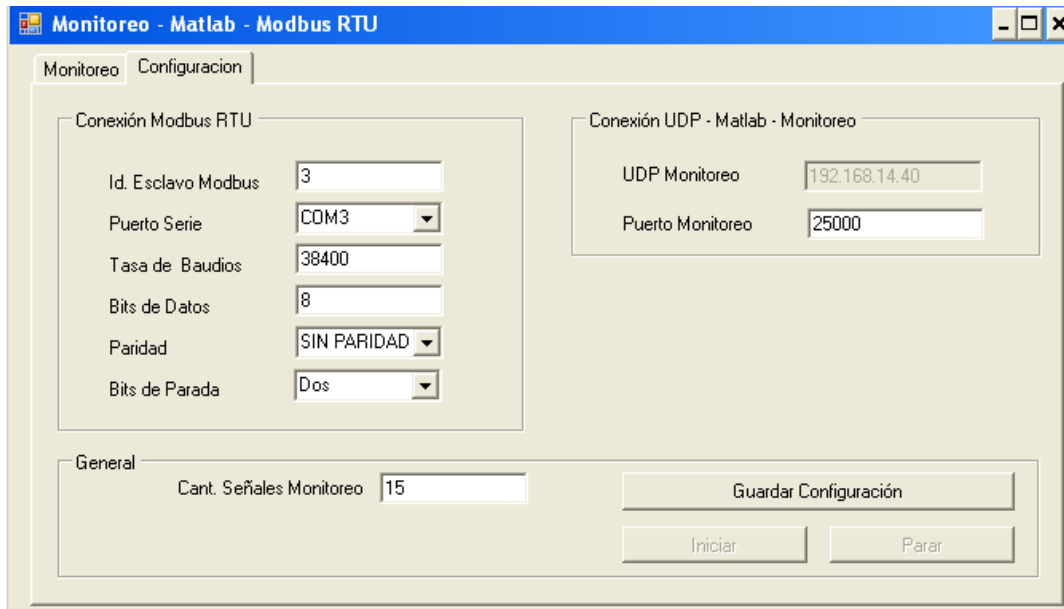 Monitoreo - Matlab - Modbus RTU
Monitoreo Configuracion
Conexión Modbus RTU
Id. Esclavo Modbus 3
Puerto Serie COM3
Tasa de Baudios 38400
Bits de Datos 8
Paridad SIN PARIDAD
Bits de Parada Dos
Conexión UDP - Matlab - Monitoreo
UDP Monitoreo 192.168.14.40
Puerto Monitoreo 25000
General
Cant. Señales Monitoreo 15
Guardar Configuración
Iniciar Parar